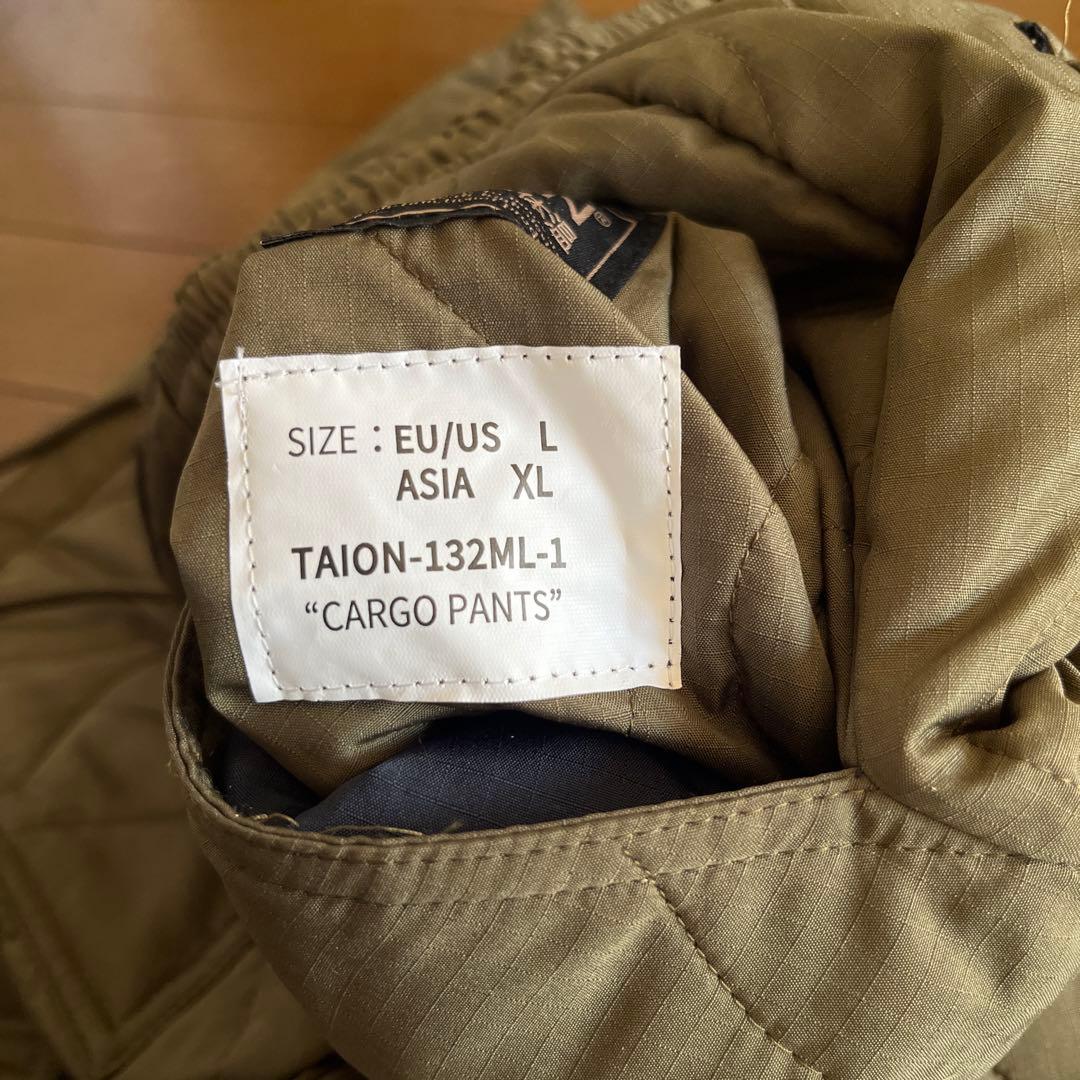 SIZE : EU/US L
ASIA XL
TAION-132ML-1
“CARGO PANTS”